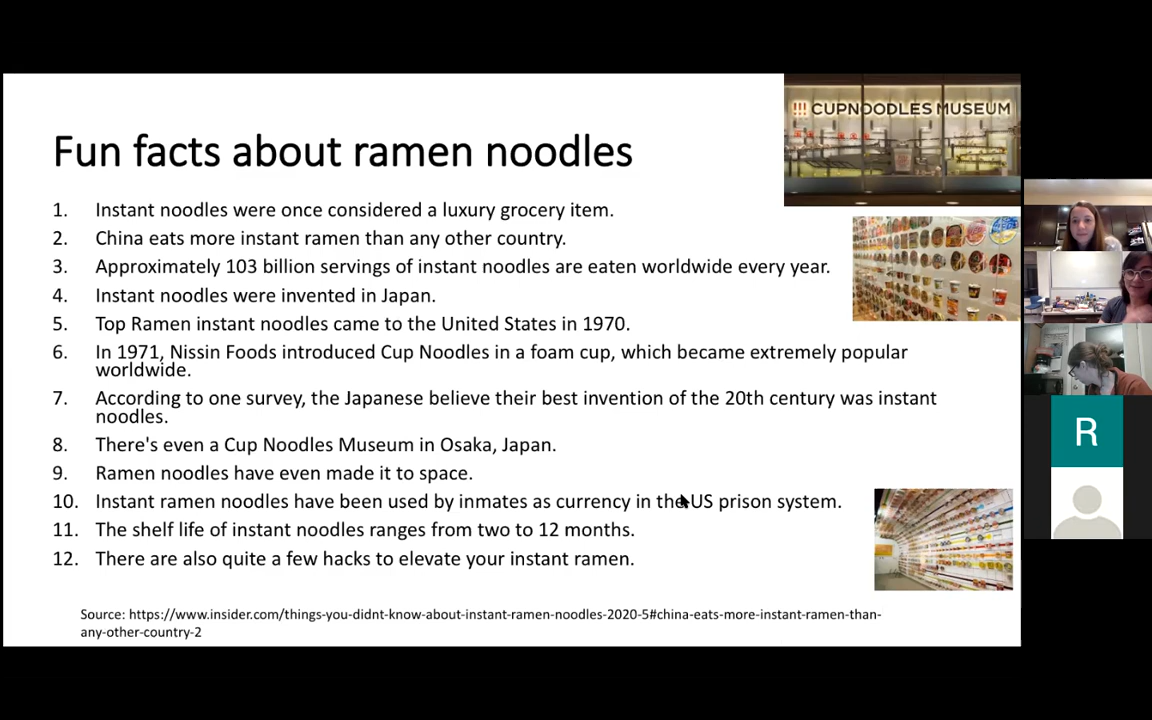 CUPNOODLES MUSEUM
Fun facts about ramen noodles
1. Instant noodles were once considered a luxury grocery item.
2. China eats more instant ramen than any other country.
3. Approximately 103 billion servings of instant noodles are eaten worldwide every year.
4. Instant noodles were invented in Japan.
5. Top Ramen instant noodles came to the United States in 1970.
6. In 1971, Nissin Foods introduced Cup Noodles in a foam cup, which became extremely popular
worldwide.
7. According to one survey, the Japanese believe their best invention of the 20th century was instant
noodles.
8. There's even a Cup Noodles Museum in Osaka, Japan.
9. Ramen noodles have even made it to space.
10. Instant ramen noodles have been used by inmates as currency in the US prison system.
11. The shelf life of instant noodles ranges from two to 12 months.
12. There are also quite a few hacks to elevate your instant ramen.
Source: https://www.insider.com/things-you-didnt-know-about-instant-ramen-noodles-2020-5#china-eats-more-instant-ramen-than-
any-other-country-2
R